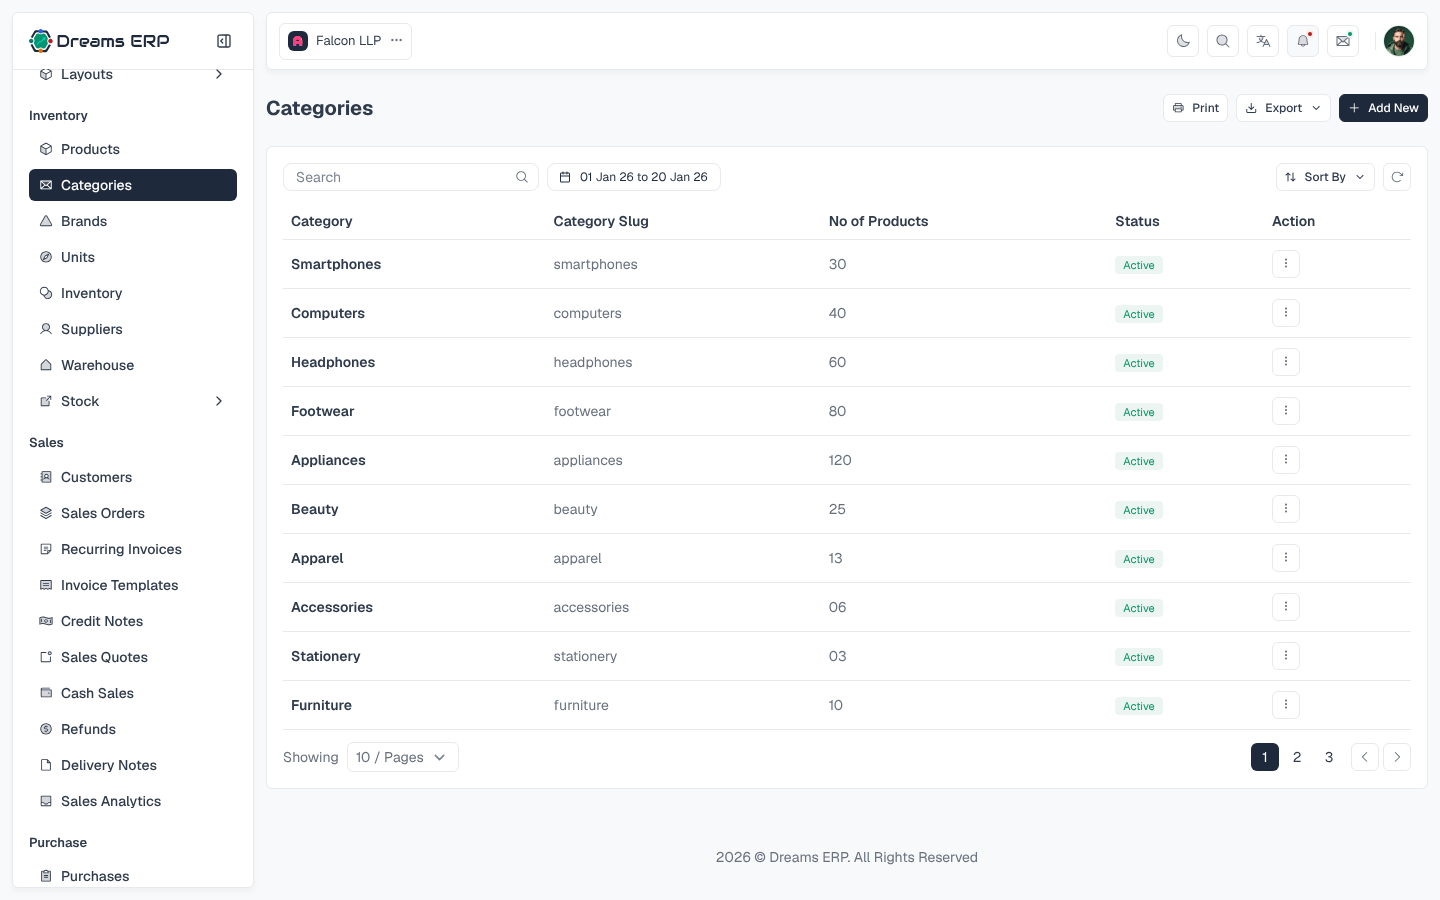 Dreams ERP
Layouts
Inventory
Products
Categories
Brands
Units
Inventory
Suppliers
Warehouse
Stock
Sales
Customers
Sales Orders
Recurring Invoices
Invoice Templates
Credit Notes
Sales Quotes
Cash Sales
Refunds
Delivery Notes
Sales Analytics
Purchase
Purchases
Falcon LLP
Categories
Print
Export
Add New
Search
01 Jan 26 to 20 Jan 26
Sort By
Category Category Slug No of Products Status Action
Smartphones smartphones 30 Active
Computers computers 40 Active
Headphones headphones 60 Active
Footwear footwear 80 Active
Appliances appliances 120 Active
Beauty beauty 25 Active
Apparel apparel 13 Active
Accessories accessories 06 Active
Stationery stationery 03 Active
Furniture furniture 10 Active
Showing 10 / Pages
1 2 3
2026 © Dreams ERP. All Rights Reserved